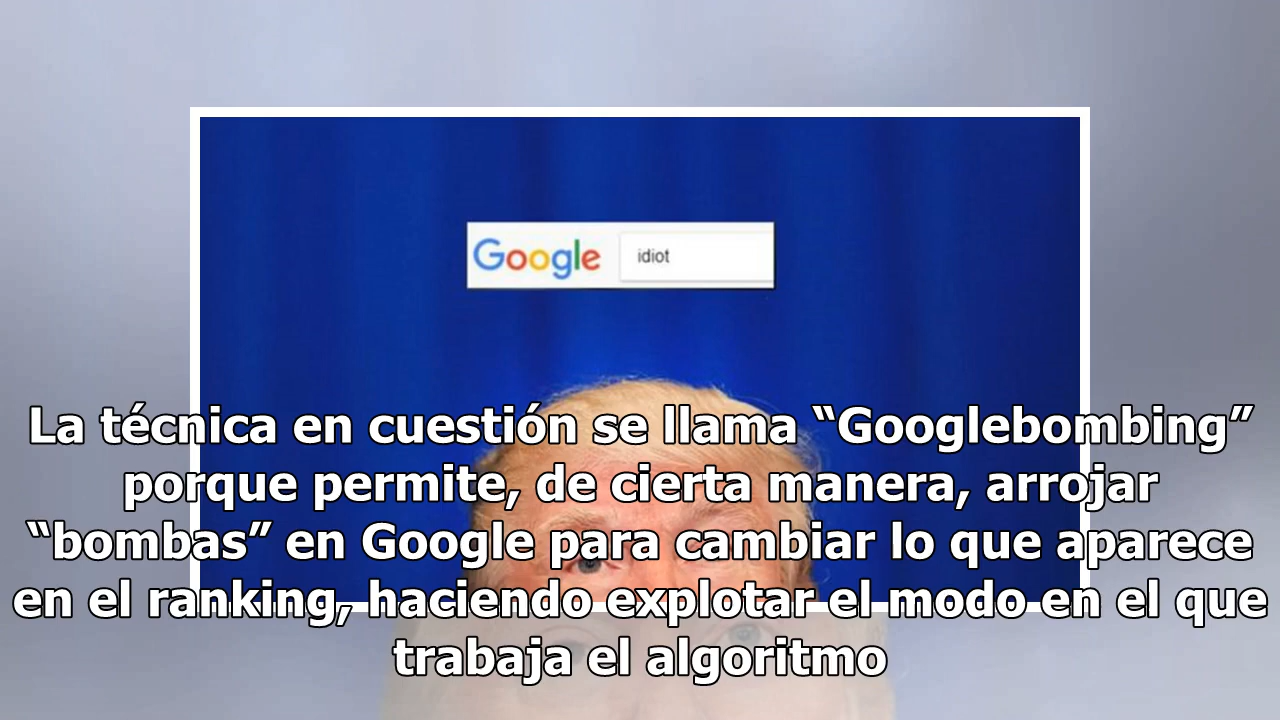 Google idiot
La técnica en cuestión se llama “Googlebombing”
porque permite, de cierta manera, arrojar
“bombas” en Google para cambiar lo que aparece
en el ranking, haciendo explotar el modo en el que
trabaja el algoritmo